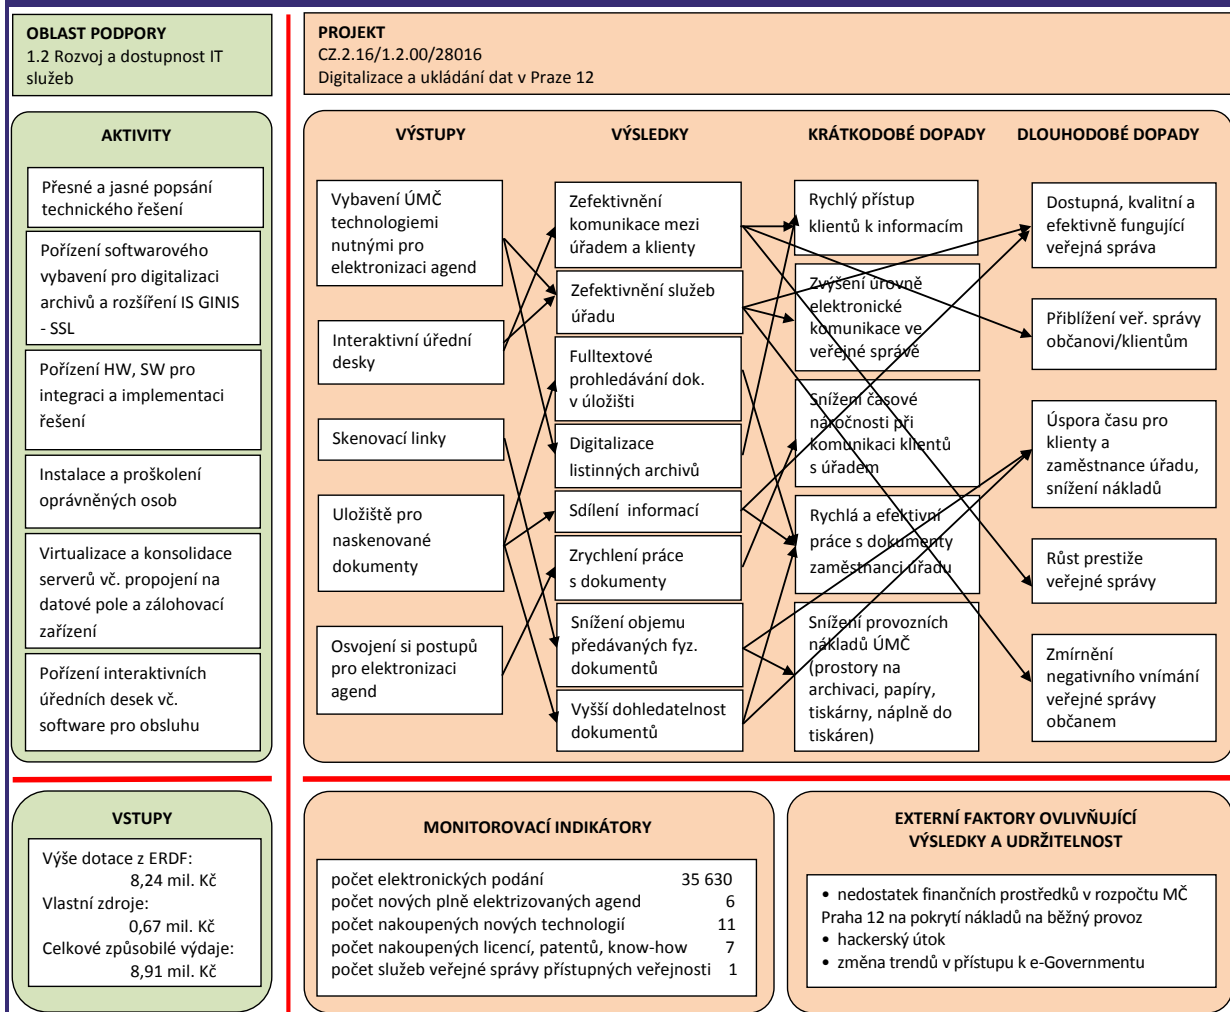 OBLAST PODPORY
1.2 Rozvoj a dostupnost IT
služeb
PROJEKT
CZ.2.16/1.2.00/28016
Digitalizace a ukládání dat v Praze 12
AKTIVITY
Přesné a jasné popsání
technického řešení
Pořízení softwarového
vybavení pro digitalizaci
archivů a rozšíření IS GINIS
- SSL
Pořízení HW, SW pro
integraci a implementaci
řešení
Instalace a proškolení
oprávněných osob
Virtualizace a konsolidace
serverů vč. propojení na
datové pole a zálohovací
zařízení
Pořízení interaktivních
úředních desek vč.
software pro obsluhu
VÝSTUPY
Vybavení ÚMČ
technologiemi
nutnými pro
elektronizaci agend
Interaktivní úřední
desky
Skenovací linky
Uložiště pro
naskenované
dokumenty
Osvojení si postupů
pro elektronizaci
agend
VÝSLEDKY
Zefektivnění
komunikace mezi
úřadem a klienty
Zefektivnění služeb
úřadu
Fulltextové
prohledávání dok.
v úložišti
Digitalizace
listinných archivů
Sdílení informací
Zrychlení práce
s dokumenty
Snížení objemu
předávaných fyz.
dokumentů
Vyšší dohledatelnost
dokumentů
KRÁTKODOBÉ DOPADY
Rychlý přístup
klientů k informacím
Zvýšení úrovně
elektronické
komunikace ve
veřejné správě
Snížení časové
náročnosti při
komunikaci klientů
s úřadem
Rychlá a efektivní
práce s dokumenty
zaměstnanci úřadu
Snížení provozních
nákladů ÚMČ
(prostory na
archivaci, papíry,
tiskárny, náplně do
tiskáren)
DLOUHODOBÉ DOPADY
Dostupná, kvalitní a
efektivně fungující
veřejná správa
Přiblížení veř. správy
občanovi/klientům
Úspora času pro
klienty a
zaměstnance úřadu,
snížení nákladů
Růst prestiže
veřejné správy
Zmírnění
negativního vnímání
veřejné správy
občanem
VSTUPY
Výše dotace z ERDF:
8,24 mil. Kč
Vlastní zdroje:
0,67 mil. Kč
Celkové způsobilé výdaje:
8,91 mil. Kč
MONITOROVACÍ INDIKÁTORY
počet elektronických podání 35 630
počet nových plně elektrizovaných agend 6
počet nakoupených nových technologií 11
počet nakoupených licencí, patentů, know-how 7
počet služeb veřejné správy přístupných veřejnosti 1
EXTERNÍ FAKTORY OVLIVŇUJÍCÍ
VÝSLEDKY A UDRŽITELNOST
• nedostatek finančních prostředků v rozpočtu MČ
Praha 12 na pokrytí nákladů na běžný provoz
• hackerský útok
• změna trendů v přístupu k e-Governmentu